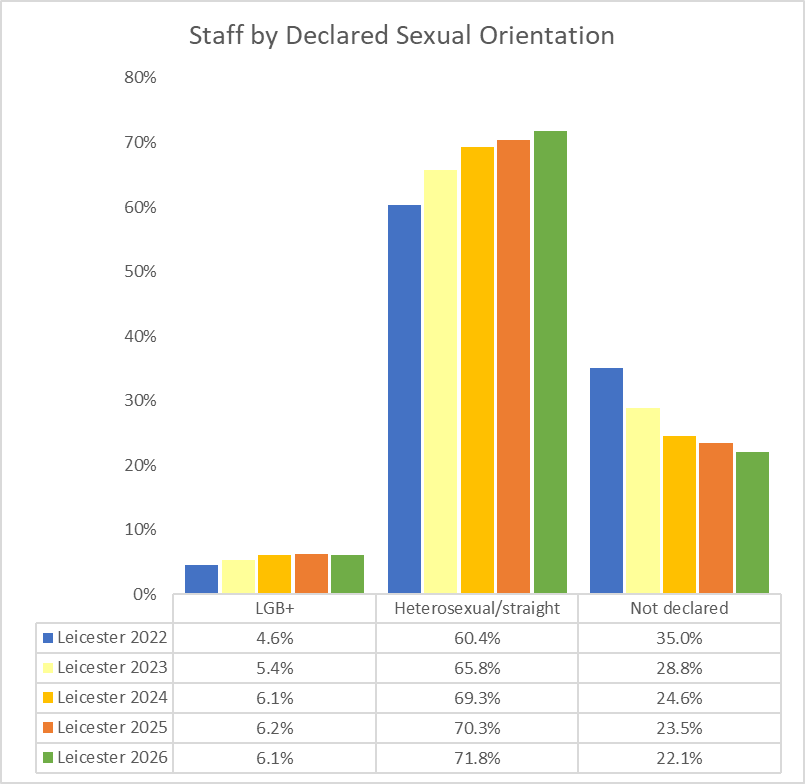 Staff by Declared Sexual Orientation
80%
70%
60%
50%
40%
30%
20%
10%
0%
LGB+ Heterosexual/straight Not declared
Leicester 2022 4.6% 60.4% 35.0%
Leicester 2023 5.4% 65.8% 28.8%
Leicester 2024 6.1% 69.3% 24.6%
Leicester 2025 6.2% 70.3% 23.5%
Leicester 2026 6.1% 71.8% 22.1%